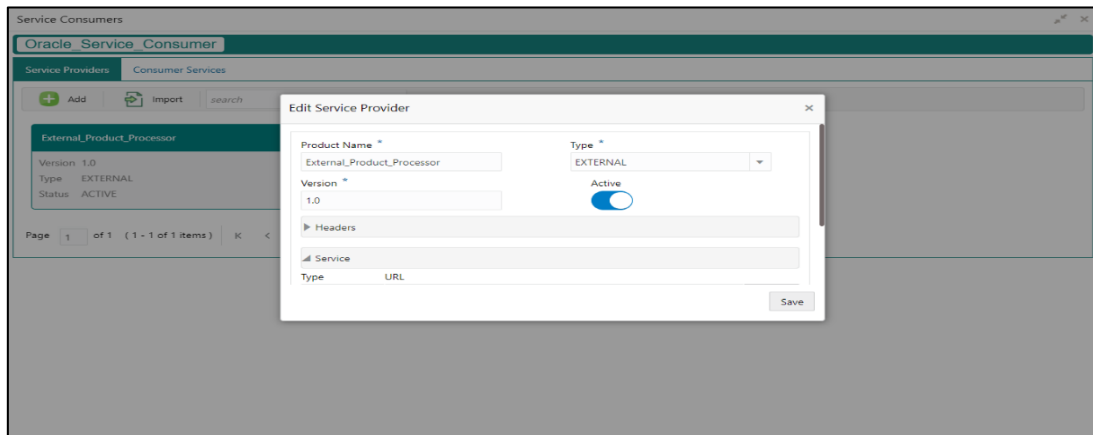 Service Consumers
Oracle_Service_Consumer
Service Providers Consumer Services
Add Import search
External_Product_Processor
Version 1.0
Type EXTERNAL
Status ACTIVE
Page 1 of 1 (1 - 1 of 1 items)
Edit Service Provider
Product Name * Type *
External_Product_Processor EXTERNAL
Version * Active
1.0
Headers
Service
Type URL
Save